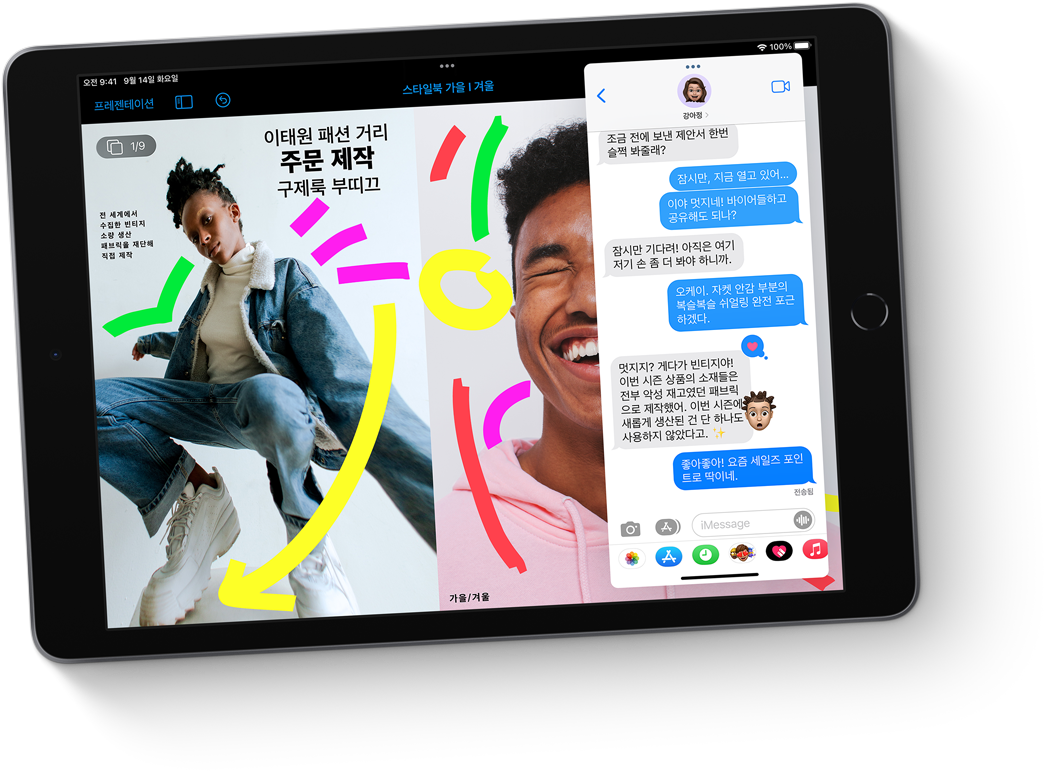 오전 9:41 9월 14일 화요일
100%
프레젠테이션
스타일북 가을 | 겨울
1/9
이태원 패션 거리
주문 제작
구제룩 부띠끄
전 세계에서
수집한 빈티지
소량 생산
패브릭을 재단해
직접 제작
가을/겨울
강아정
조금 전에 보낸 제안서 한번
슬쩍 봐줄래?
잠시만, 지금 열고 있어...
이야 멋지네! 바이어들하고
공유해도 되나?
잠시만 기다려! 아직은 여기
저기 손 좀 더 봐야 하니까.
오케이. 자켓 안감 부분의
복슬복슬 쉬얼링 완전 포근
하겠다.
멋지지? 게다가 빈티지야!
이번 시즌 상품의 소재들은
전부 악성 재고였던 패브릭
으로 제작했어. 이번 시즌에
새롭게 생산된 건 단 하나도
사용하지 않았다고. ✨
좋아좋아! 요즘 세일즈 포인
트로 딱이네.
전송됨
iMessage